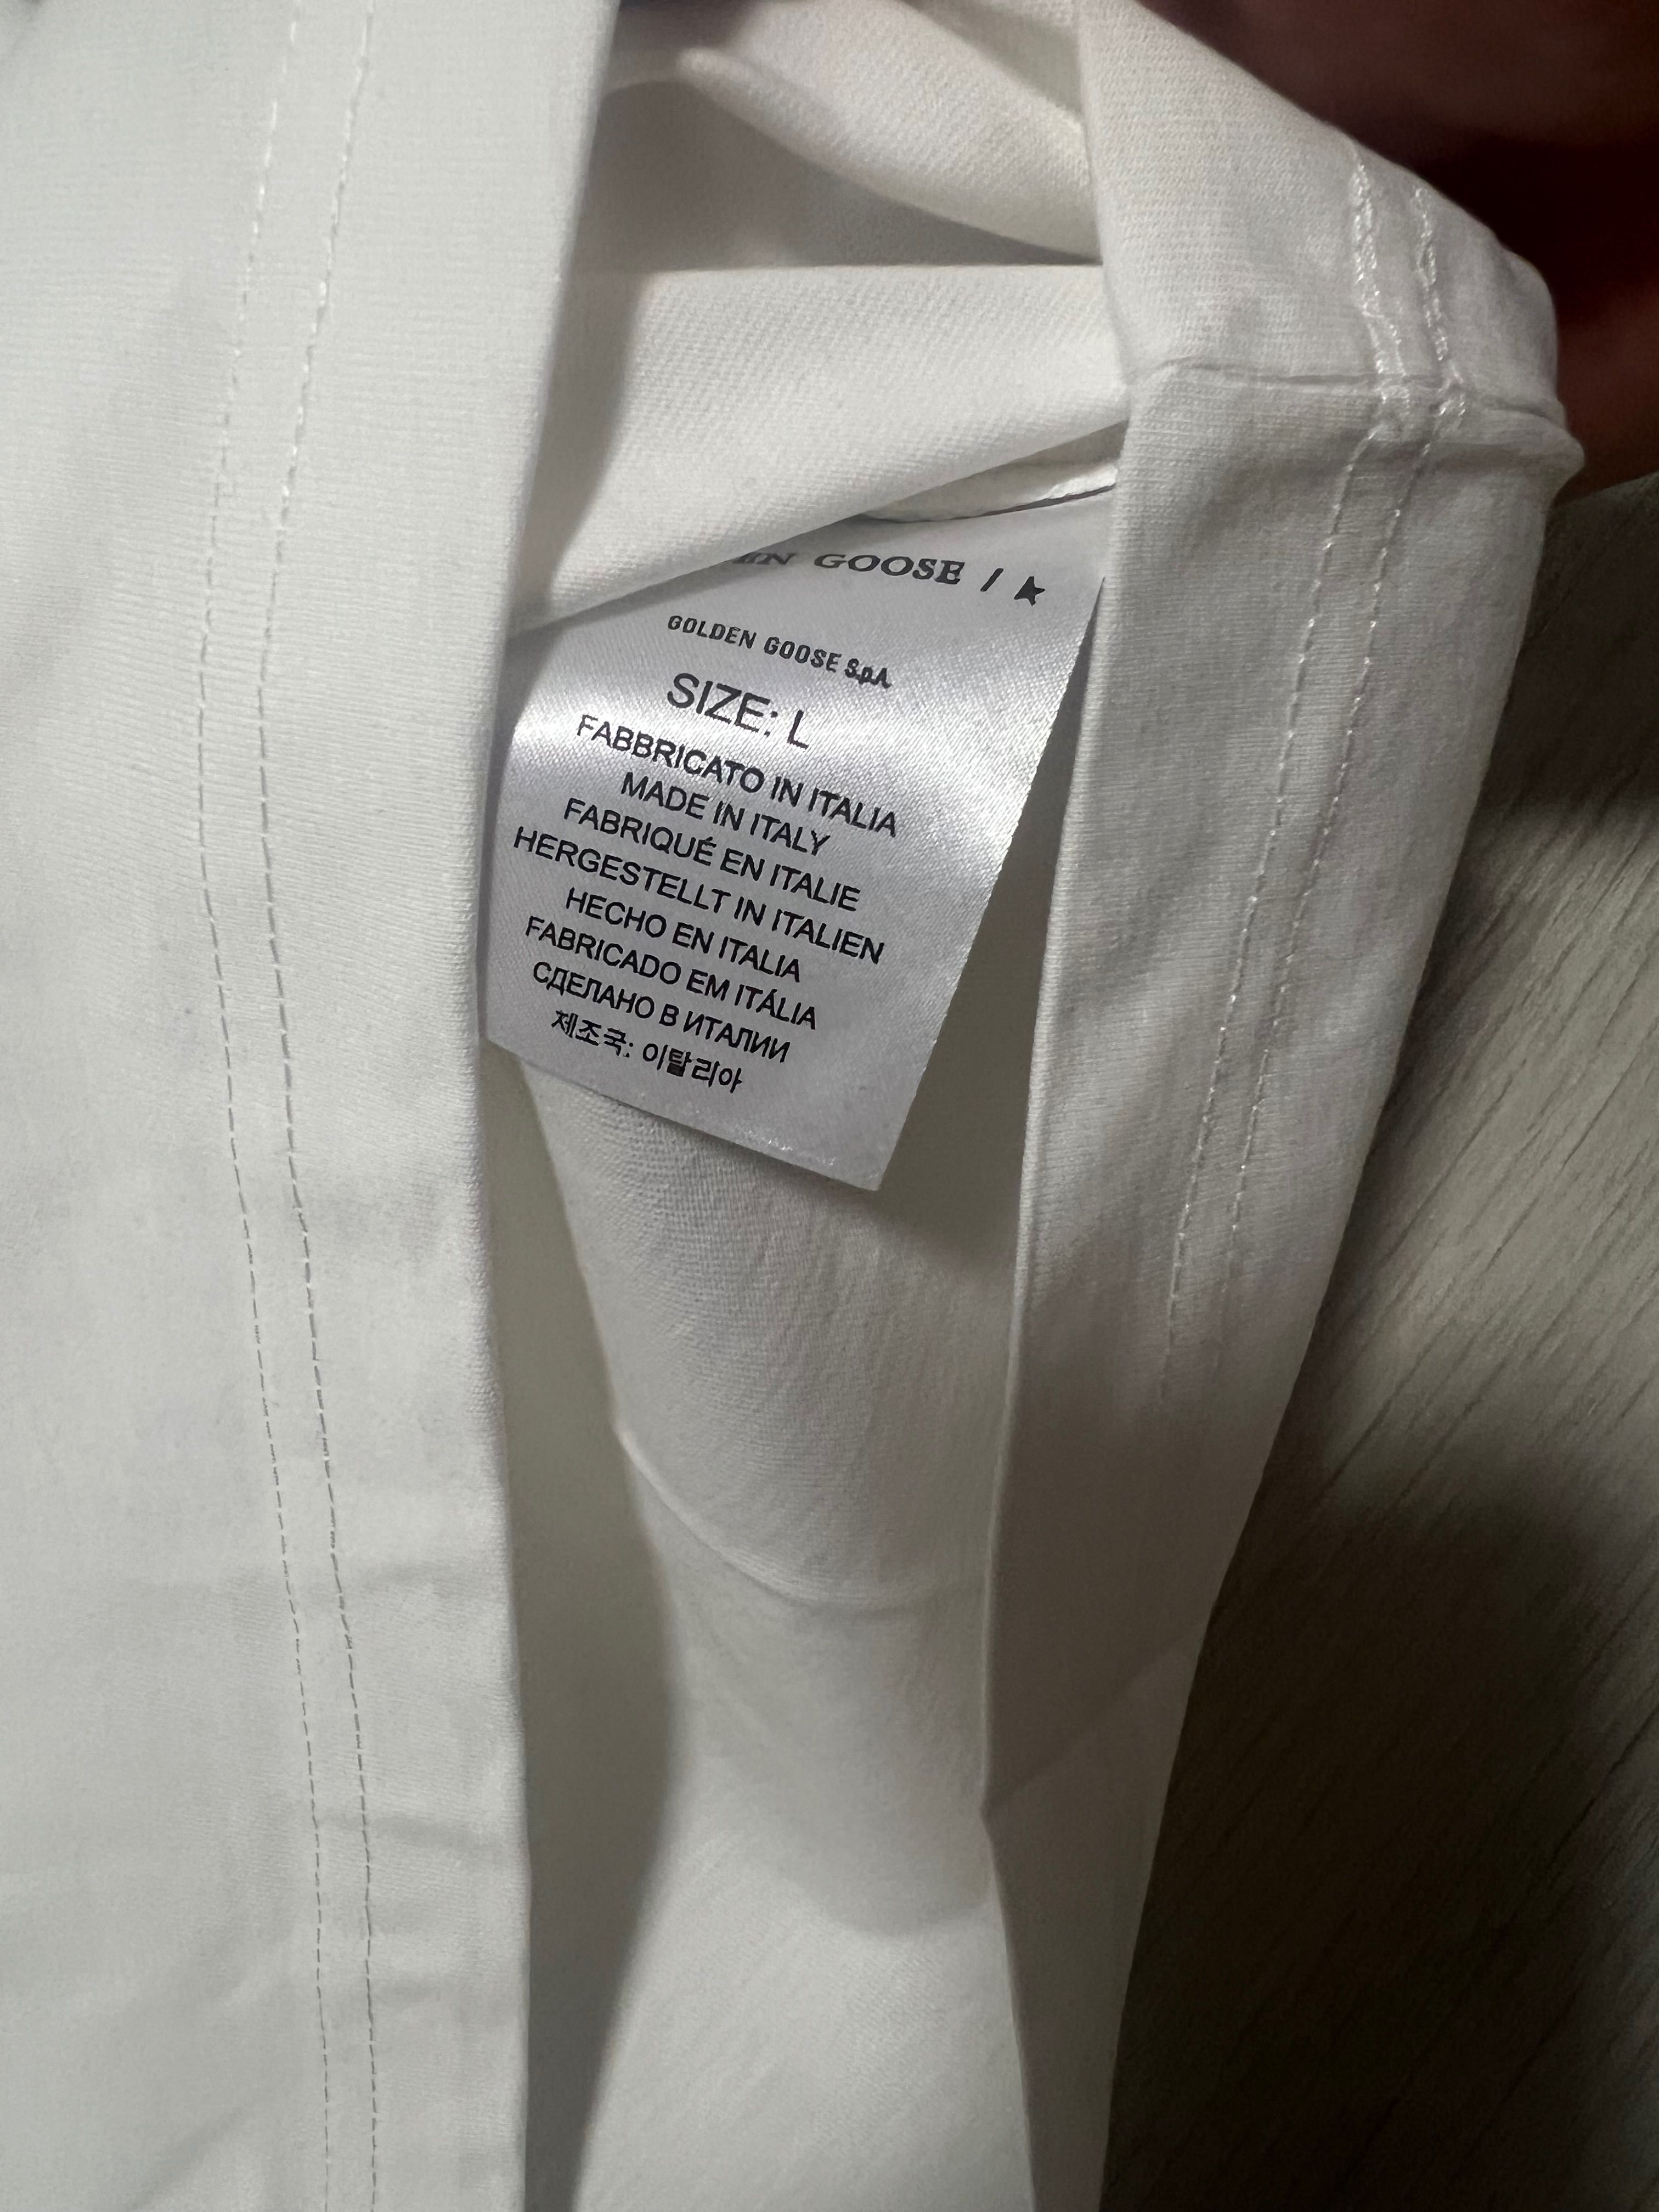 GOOSE / ★
GOLDEN GOOSE S.p.A.
SIZE: L
FABBRICATO IN ITALIA
MADE IN ITALY
FABRIQUÉ EN ITALIE
HERGESTELLT IN ITALIEN
HECHO EN ITALIA
FABRICADO EM ITÁLIA
СДЕЛАНО В ИТАЛИИ
제조국: 이탈리아